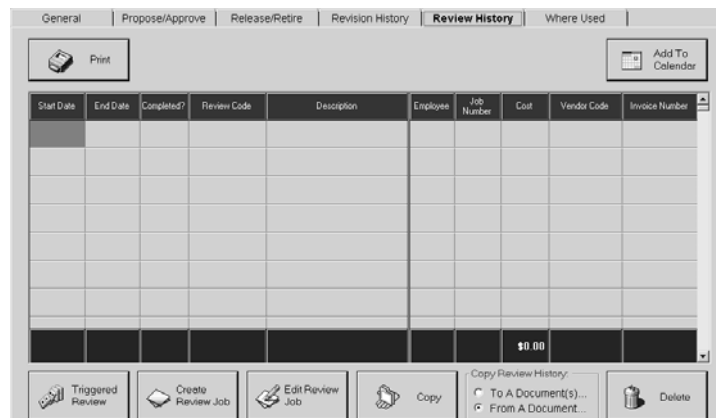 General Propose/Approve Release/Retire Revision History Review History Where Used
Print
Add To
Calendar
Start Date End Date Completed? Review Code Description Employee Job Number Cost Vendor Code Invoice Number
$0.00
Triggered
Review
Create
Review Job
Edit Review
Job
Copy
Copy Review History:
To A Document(s)...
From A Document...
Delete